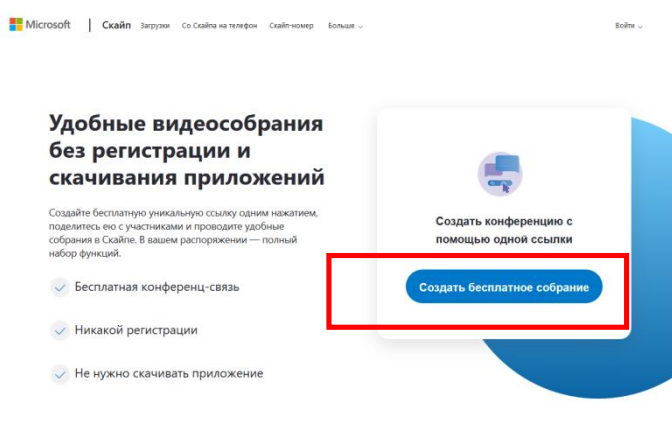 Microsoft | Скайп Загрузки Со Скайпа на телефон Скайп-номер Больше Войти
Удобные видеособрания
без регистрации и
скачивания приложений
Создайте бесплатную уникальную ссылку одним нажатием,
поделитесь ею с участниками и проводите удобные
собрания в Скайпе. В вашем распоряжении — полный
набор функций.
Бесплатная конференц-связь
Никакой регистрации
Не нужно скачивать приложение
Создать конференцию с
помощью одной ссылки
Создать бесплатное собрание